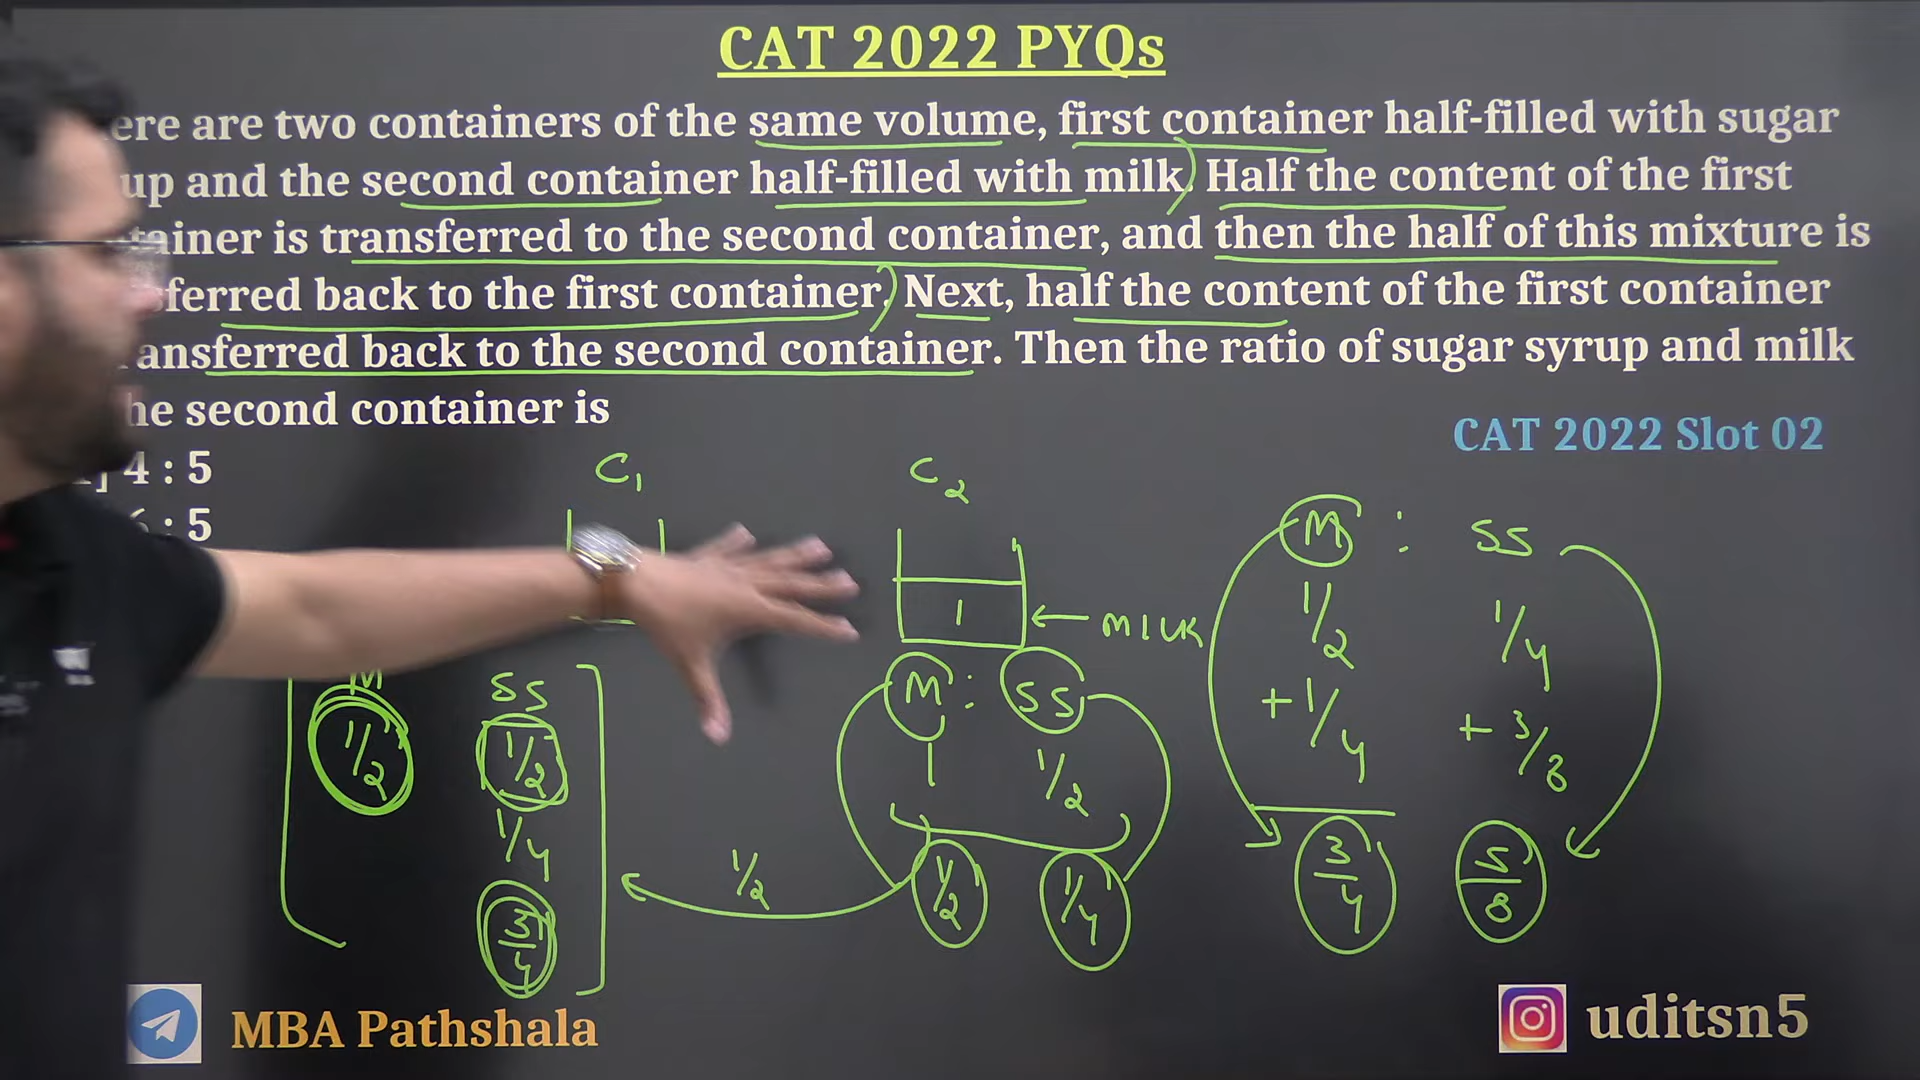 CAT 2022 PYQs
ere are two containers of the same volume, first container half-filled with sugar
up and the second container half-filled with milk. Half the content of the first
tainer is transferred to the second container, and then the half of this mixture is
sferred back to the first container. Next, half the content of the first container
ransferred back to the second container. Then the ratio of sugar syrup and milk
he second container is
CAT 2022 Slot 02
] 4 : 5
6 : 5
C1
C2
1
← MILK
M : SS
1 1/2
1/2 1/4
1/2
M SS
1/2 1/2
1/4
3/4
M : SS
1/2 1/4
+ 1/4 + 3/8
3/4 5/8
MBA Pathshala
uditsn5